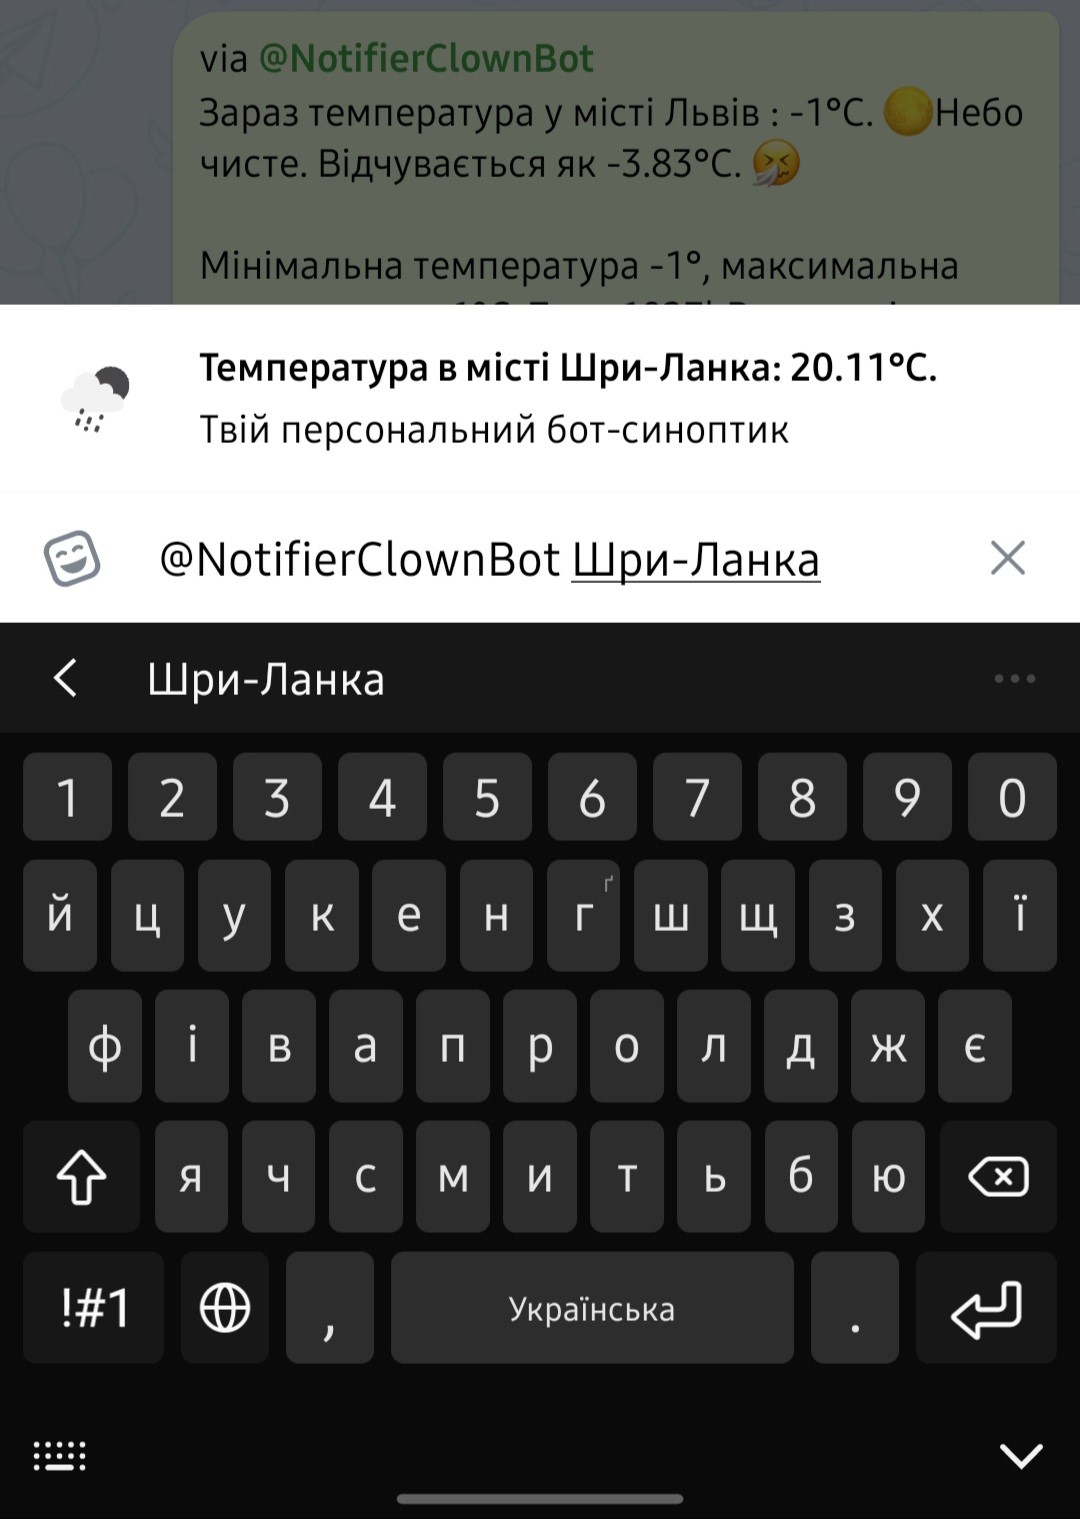 via @NotifierClownBot
Зараз температура у місті Львів : -1°C. 🌕Небо
чисте. Відчувається як -3.83°C. 🤧
Мінімальна температура -1°, максимальна
Температура в місті Шри-Ланка: 20.11°C.
Твій персональний бот-синоптик
@NotifierClownBot Шри-Ланка
Шри-Ланка
1 2 3 4 5 6 7 8 9 0
й ц у к е н г ґ ш щ з х ї
ф і в а п р о л д ж є
я ч с м и т ь б ю
!#1 , Українська .